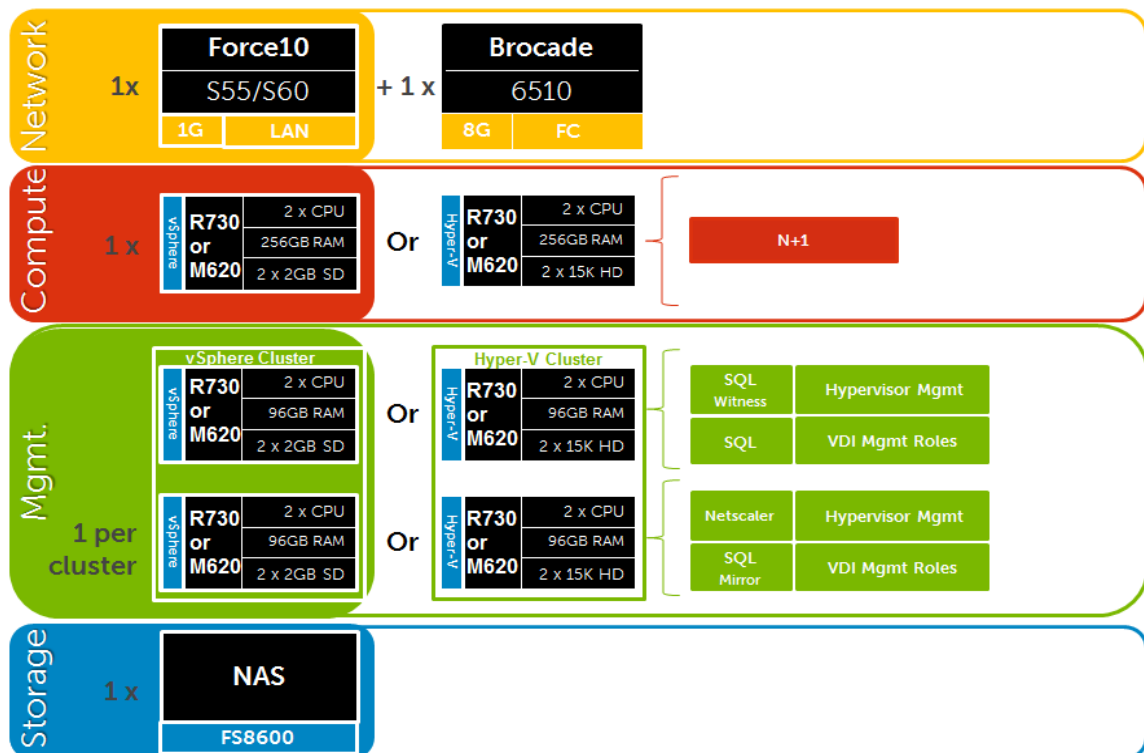 Network
1x
Force10
S55/S60
1G LAN
+ 1 x
Brocade
6510
8G FC
Compute
1 x
vSphere
R730
or
M620
2 x CPU
256GB RAM
2 x 2GB SD
Or
Hyper-V
R730
or
M620
2 x CPU
256GB RAM
2 x 15K HD
N+1
Mgmt.
1 per
cluster
vSphere Cluster
vSphere
R730
or
M620
2 x CPU
96GB RAM
2 x 2GB SD
Or
Hyper-V Cluster
Hyper-V
R730
or
M620
2 x CPU
96GB RAM
2 x 15K HD
SQL
Witness
Hypervisor Mgmt
SQL
VDI Mgmt Roles
vSphere
R730
or
M620
2 x CPU
96GB RAM
2 x 2GB SD
Or
Hyper-V
R730
or
M620
2 x CPU
96GB RAM
2 x 15K HD
Netscaler
Hypervisor Mgmt
SQL
Mirror
VDI Mgmt Roles
Storage
1 x
NAS
FS8600